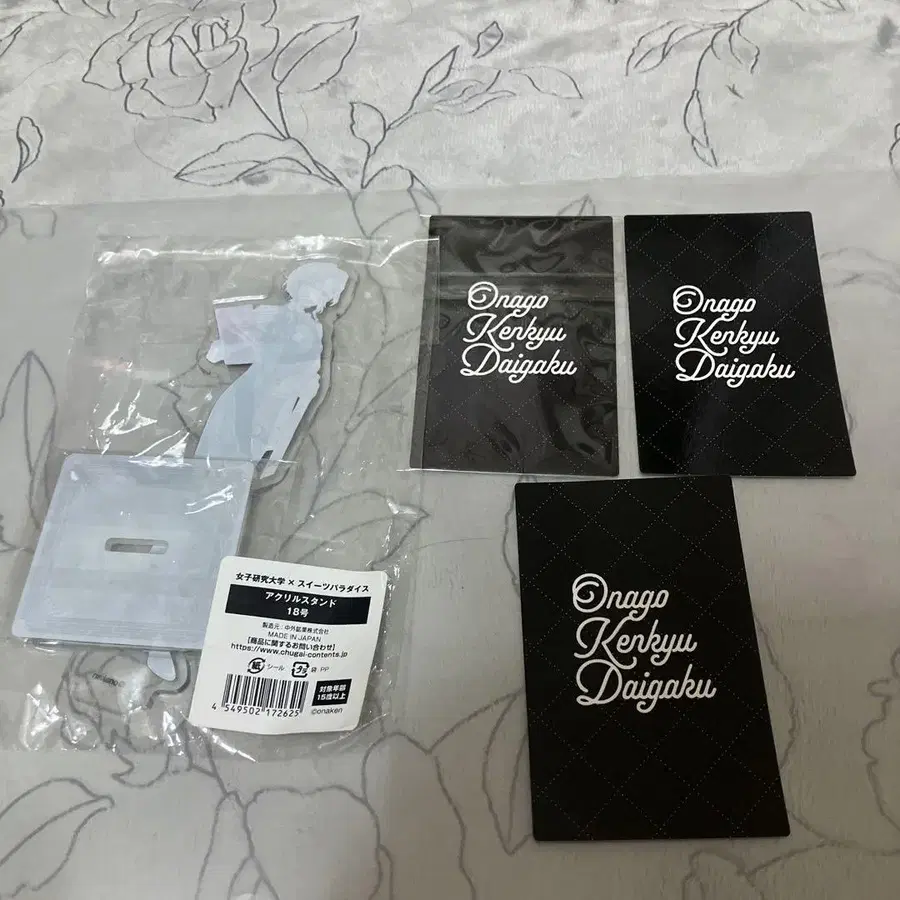 Onago
Kenkyu
Daigaku
Onago
Kenkyu
Daigaku
Onago
Kenkyu
Daigaku
女子研究大学 × スイーツパラダイス
アクリルスタンド
18号
製造元:中外鉱業株式会社
MADE IN JAPAN
[商品に関するお問い合わせ]
https://www.chugai-contents.jp
紙 シール プラ 袋 PP
対象年齢
15歳以上
4 549502 172625
©onaken